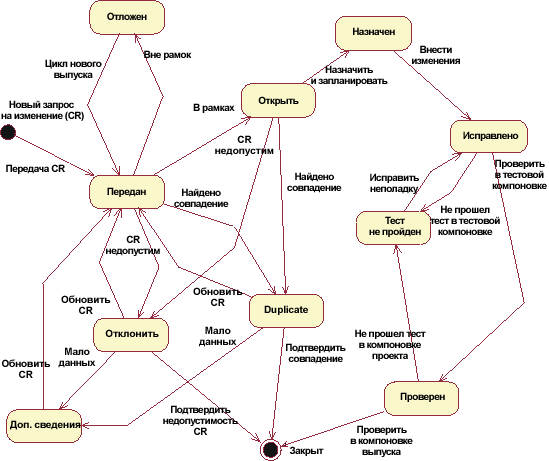 Отложен
Назначен
Цикл нового
выпуска
Вне рамок
Внести
изменения
Назначить
и запланировать
Новый запрос
на изменение (CR)
В рамках
Открыть
Исправлено
CR
недопустим
Передача CR
Проверить
в тестовой
компоновке
Исправить
неполадку
Найдено
совпадение
Передан
Найдено
совпадение
Не прошел
тест в тестовой
компоновке
Тест
не пройден
CR
недопустим
Обновить
CR
Обновить
CR
Duplicate
Отклонить
Мало
данных
Не прошел тест
в компоновке
проекта
Мало
данных
Подтвердить
совпадение
Обновить
CR
Проверен
Подтвердить
недопустимость
CR
Доп. сведения
Проверить
в компоновке
выпуска
Закрыт